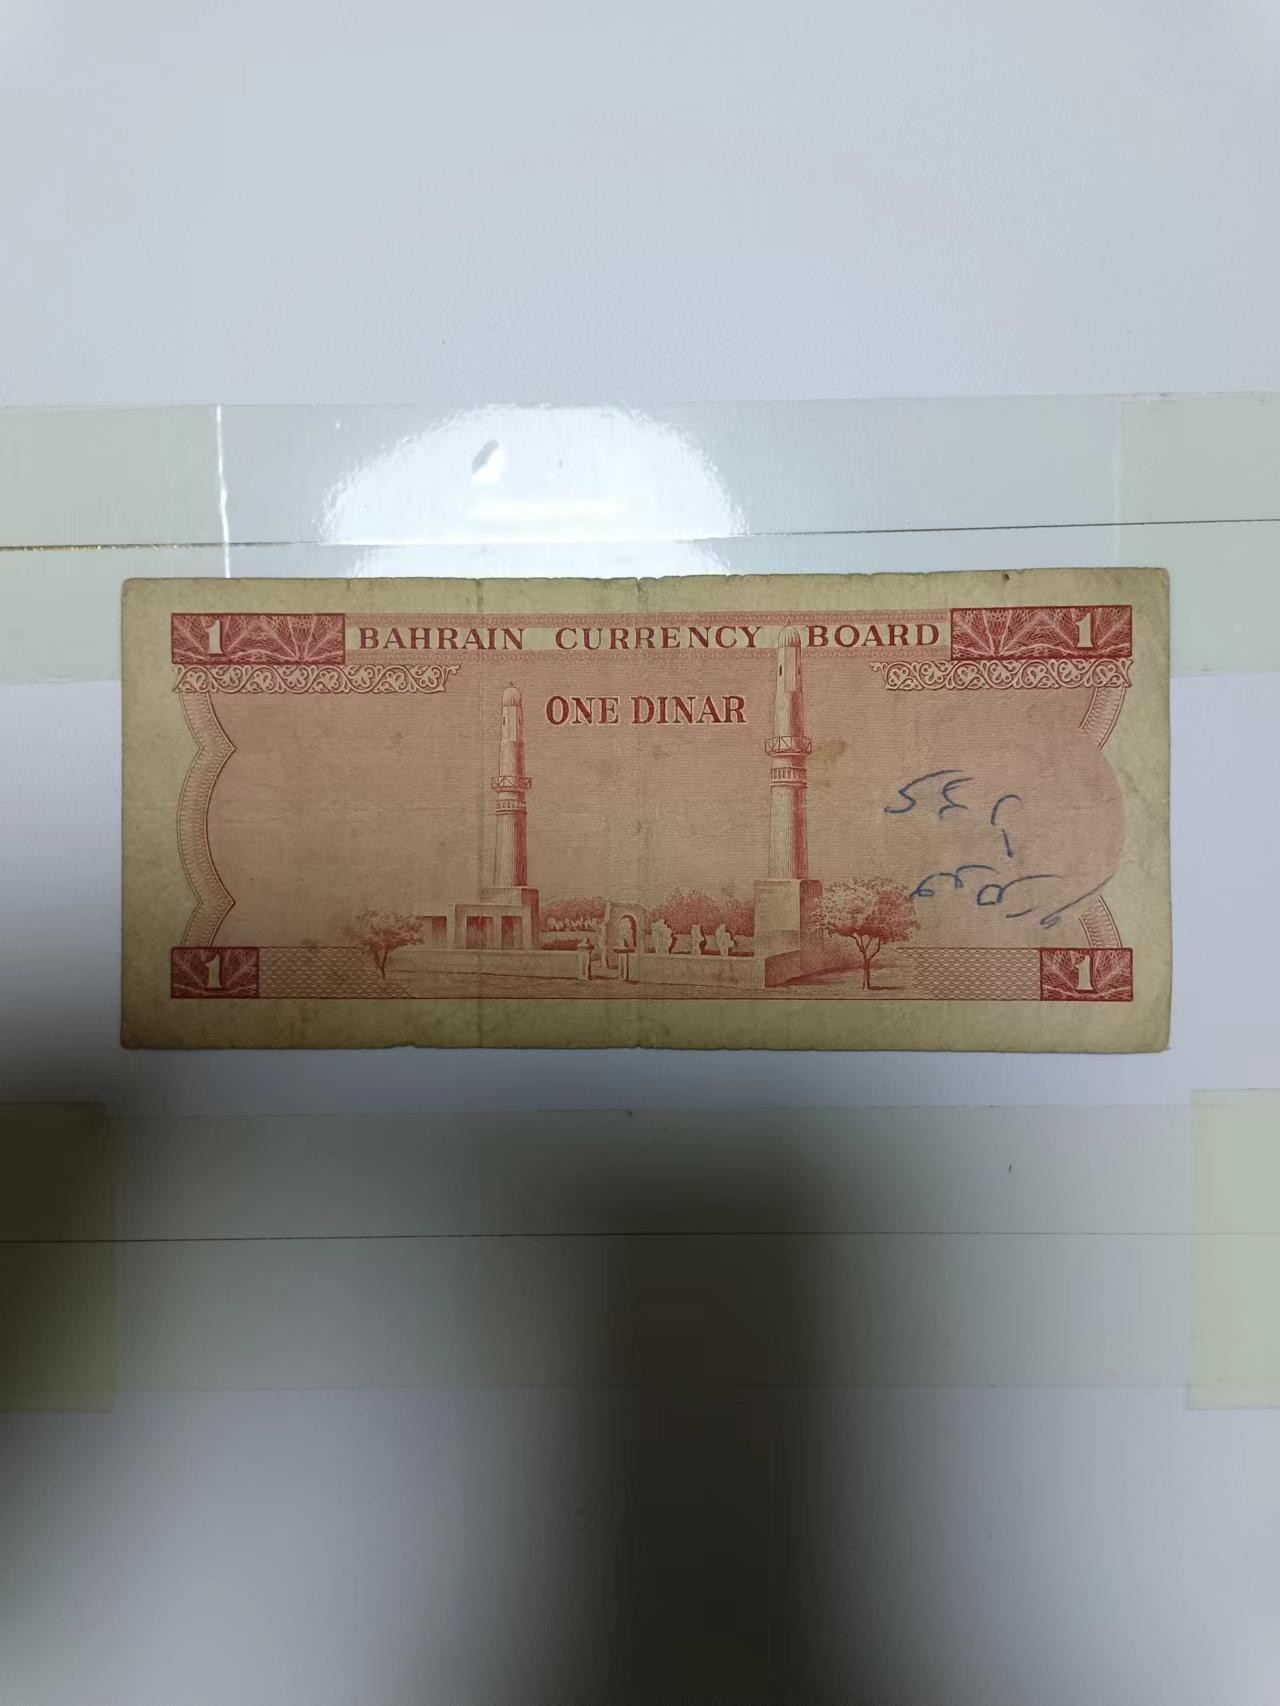 1 BAHRAIN CURRENCY BOARD 1
ONE DINAR
1 1